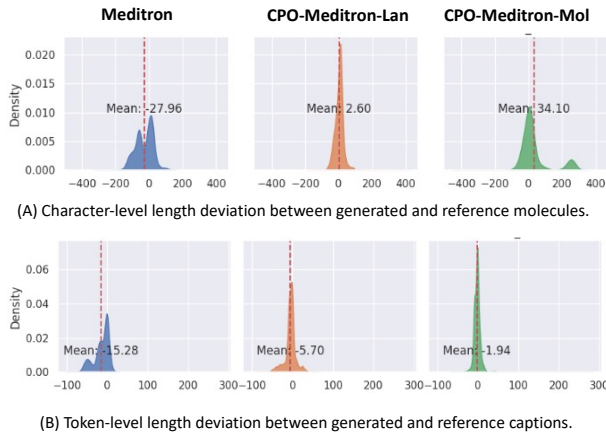 Meditron CPO-Meditron-Lan CPO-Meditron-Mol
0.020
0.015
0.010
0.005
0.000
Density
Mean: -27.96
Mean: 2.60
Mean: 34.10
−400 −200 0 200 400
−400 −200 0 200 400
−400 −200 0 200 400
(A) Character-level length deviation between generated and reference molecules.
0.06
0.04
0.02
0.00
Density
Mean: -15.28
Mean: -5.70
Mean: -1.94
−100 0 100 200 300
−100 0 100 200 300
−100 0 100 200 300
(B) Token-level length deviation between generated and reference captions.